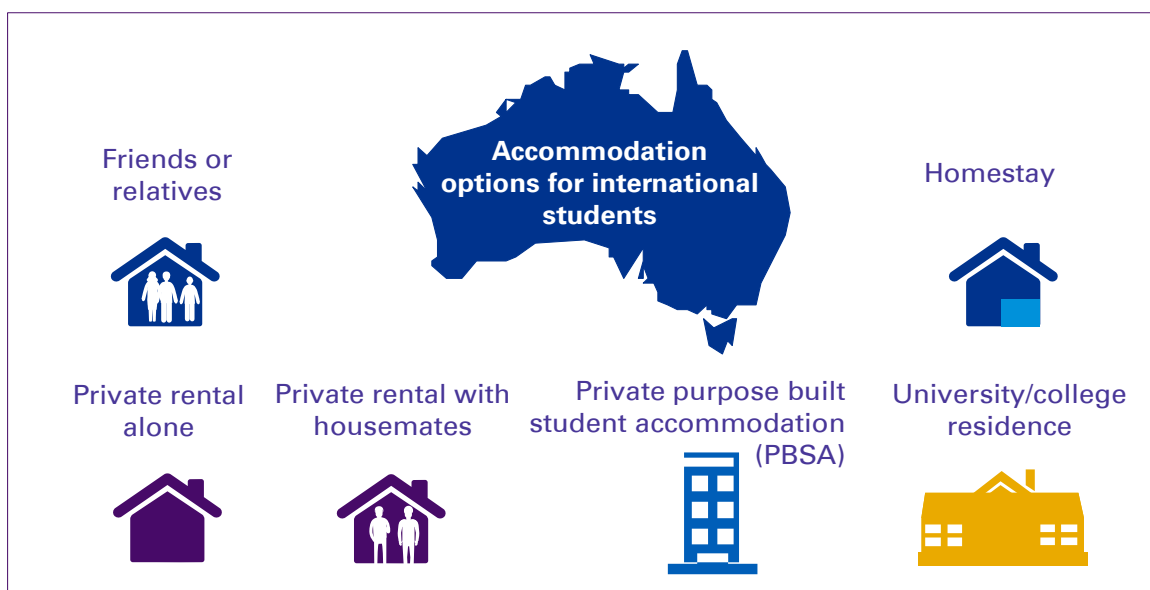 Accommodation
options for international
students
Friends or
relatives
Homestay
Private rental
alone
Private rental with
housemates
Private purpose built
student accommodation
(PBSA)
University/college
residence